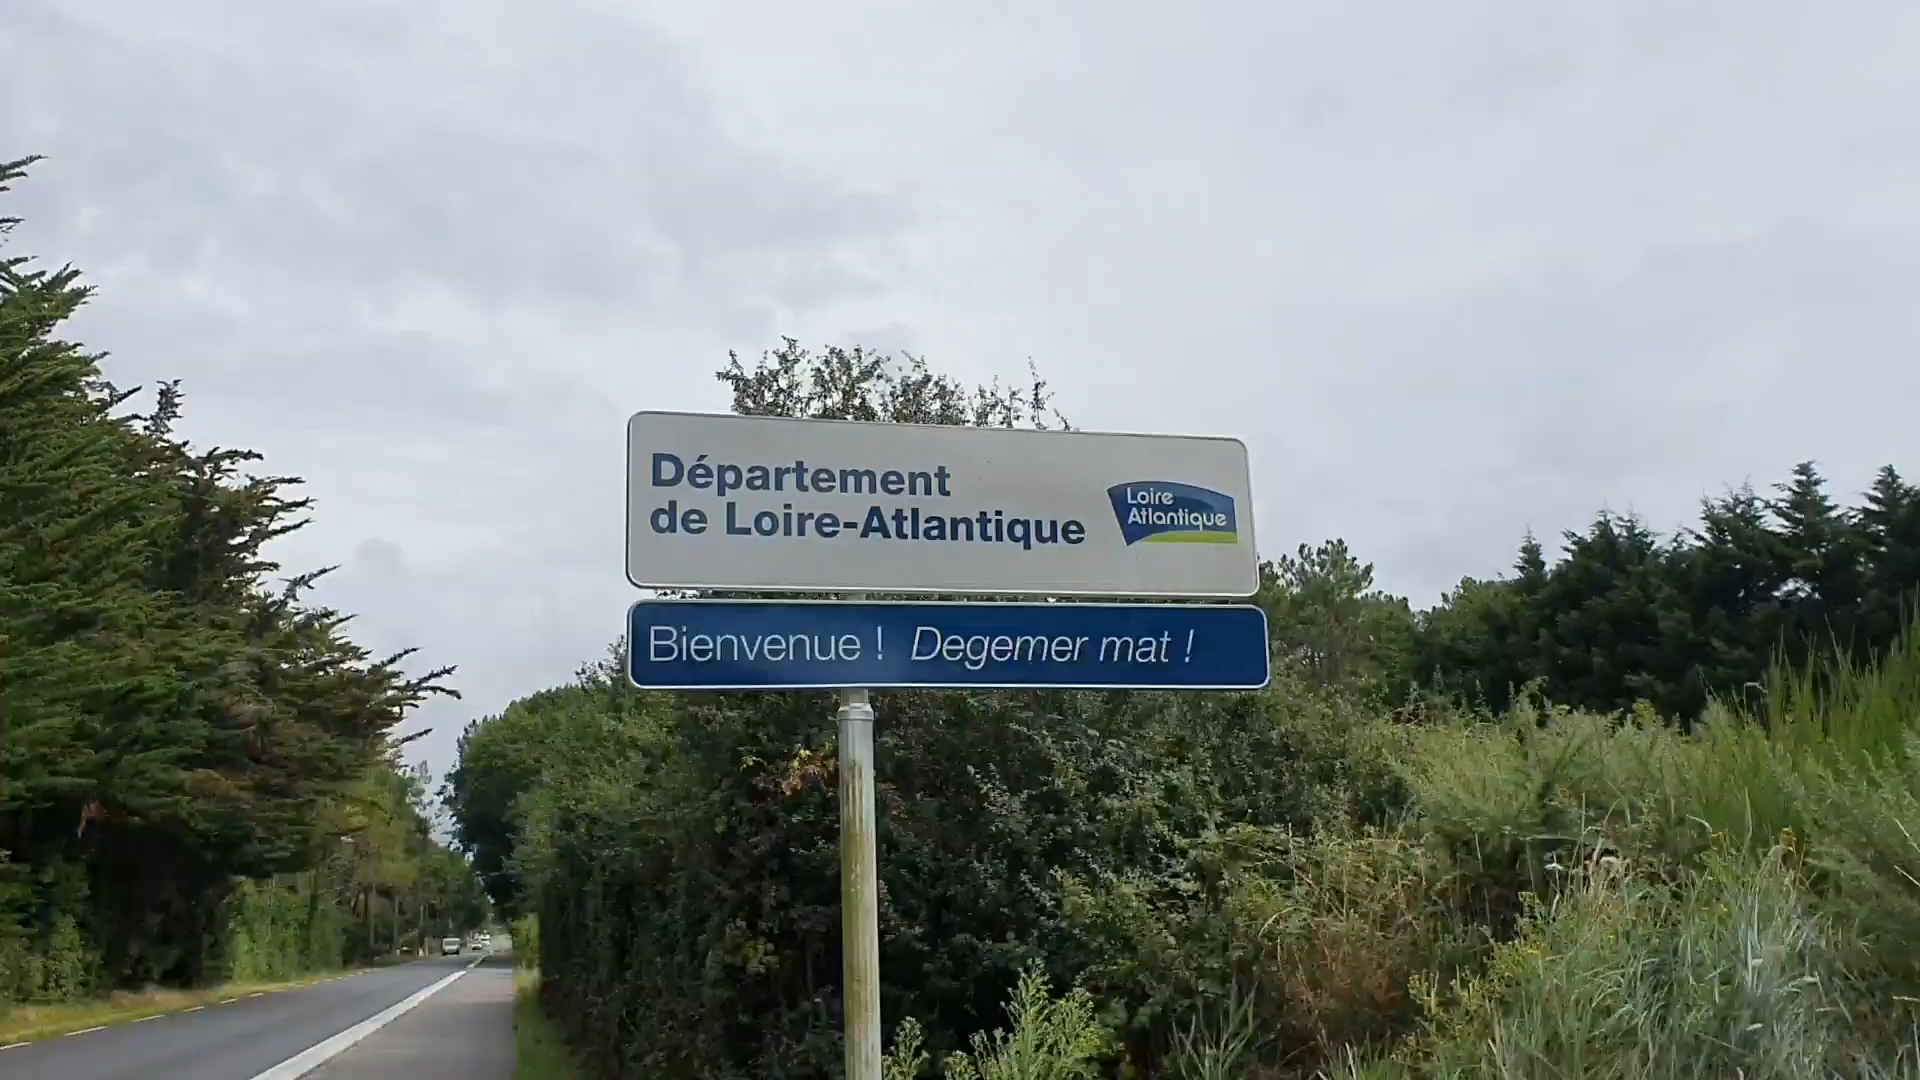 Département
de Loire-Atlantique
Loire
Atlantique
Bienvenue ! Degemer mat !